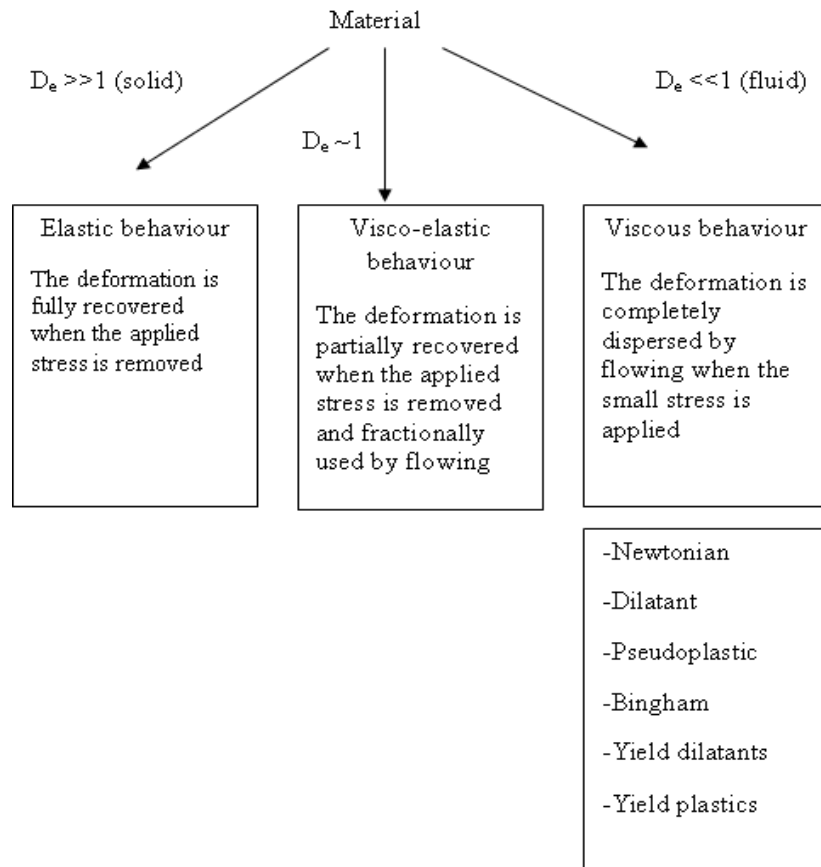 Material
Dₑ >>1 (solid)
Dₑ <<1 (fluid)
Dₑ ~1
Elastic behaviour
The deformation is
fully recovered
when the applied
stress is removed
Visco-elastic
behaviour
The deformation is
partially recovered
when the applied
stress is removed
and fractionally
used by flowing
Viscous behaviour
The deformation is
completely
dispersed by
flowing when the
small stress is
applied
-Newtonian
-Dilatant
-Pseudoplastic
-Bingham
-Yield dilatants
-Yield plastics